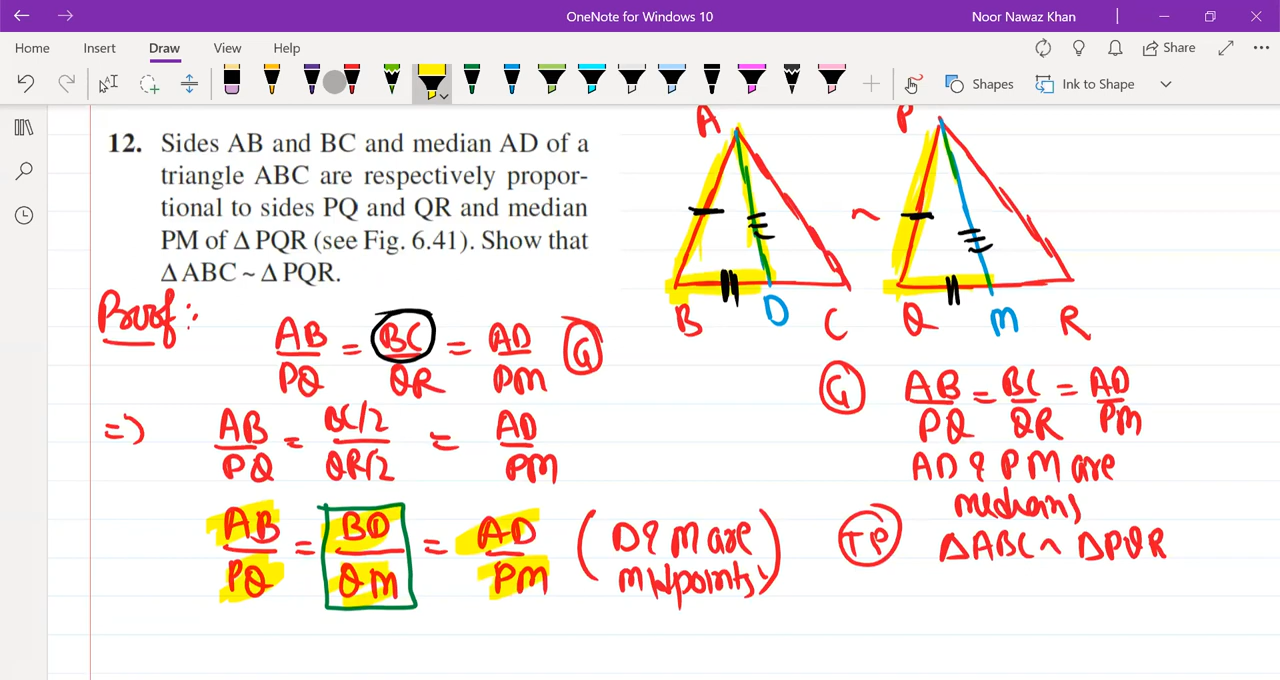 OneNote for Windows 10
Noor Nawaz Khan
Home Insert Draw View Help
Share
Shapes
Ink to Shape
12. Sides AB and BC and median AD of a
triangle ABC are respectively propor-
tional to sides PQ and QR and median
PM of Δ PQR (see Fig. 6.41). Show that
Δ ABC ~ Δ PQR.
A
B D C
~
P
Q M R
Proof :
AB/PQ = BC/QR = AD/PM G
=> AB/PQ = BC/2/QR/2 = AD/PM
AB/PQ = BD/QM = AD/PM (D & M are
midpoints)
G AB/PQ = BC/QR = AD/PM
AD & PM are
medians
TP ΔABC ~ ΔPQR